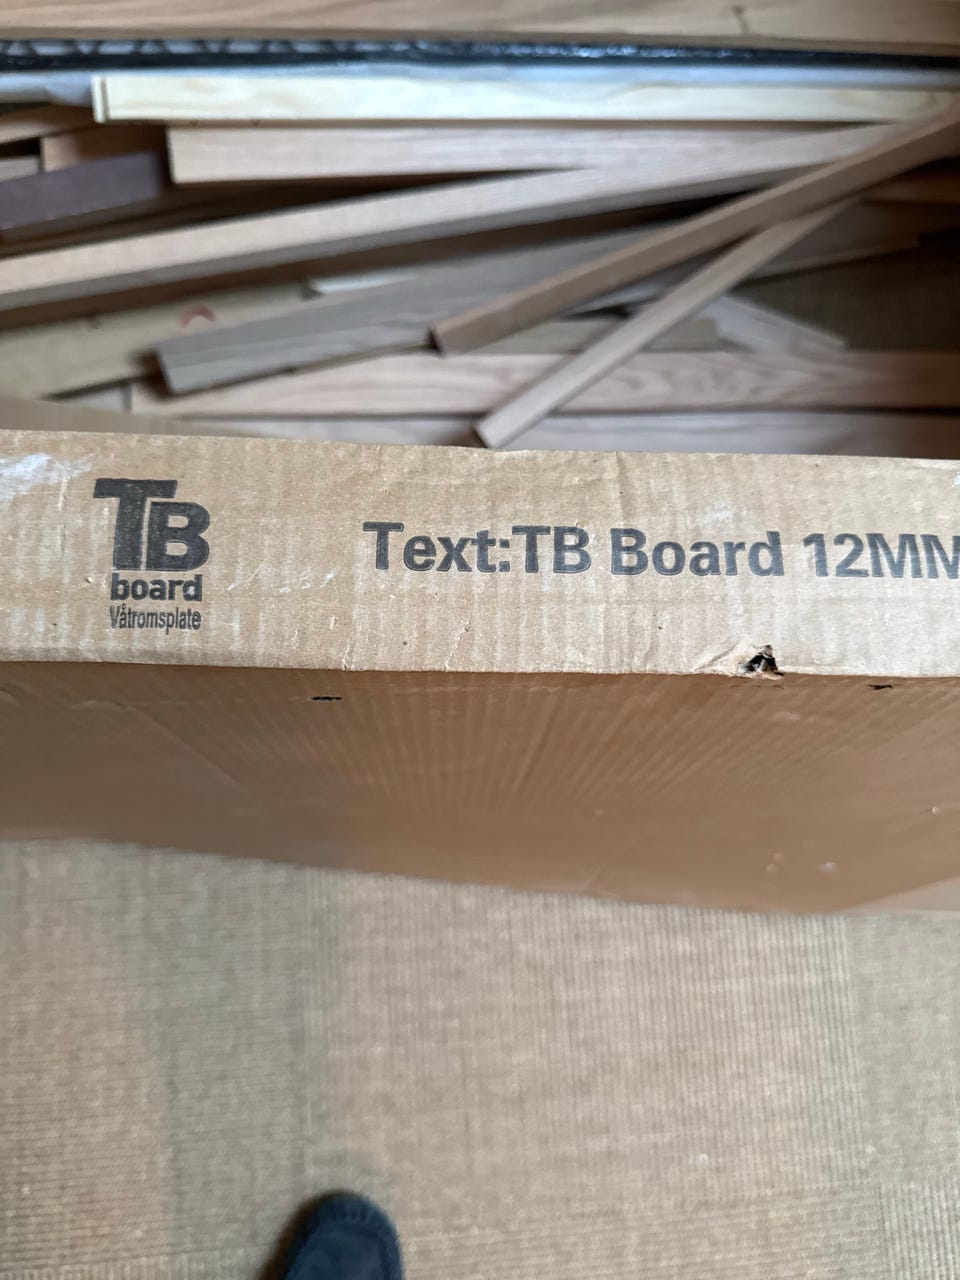 TB
board
Våtromsplate
Text:TB Board 12MM